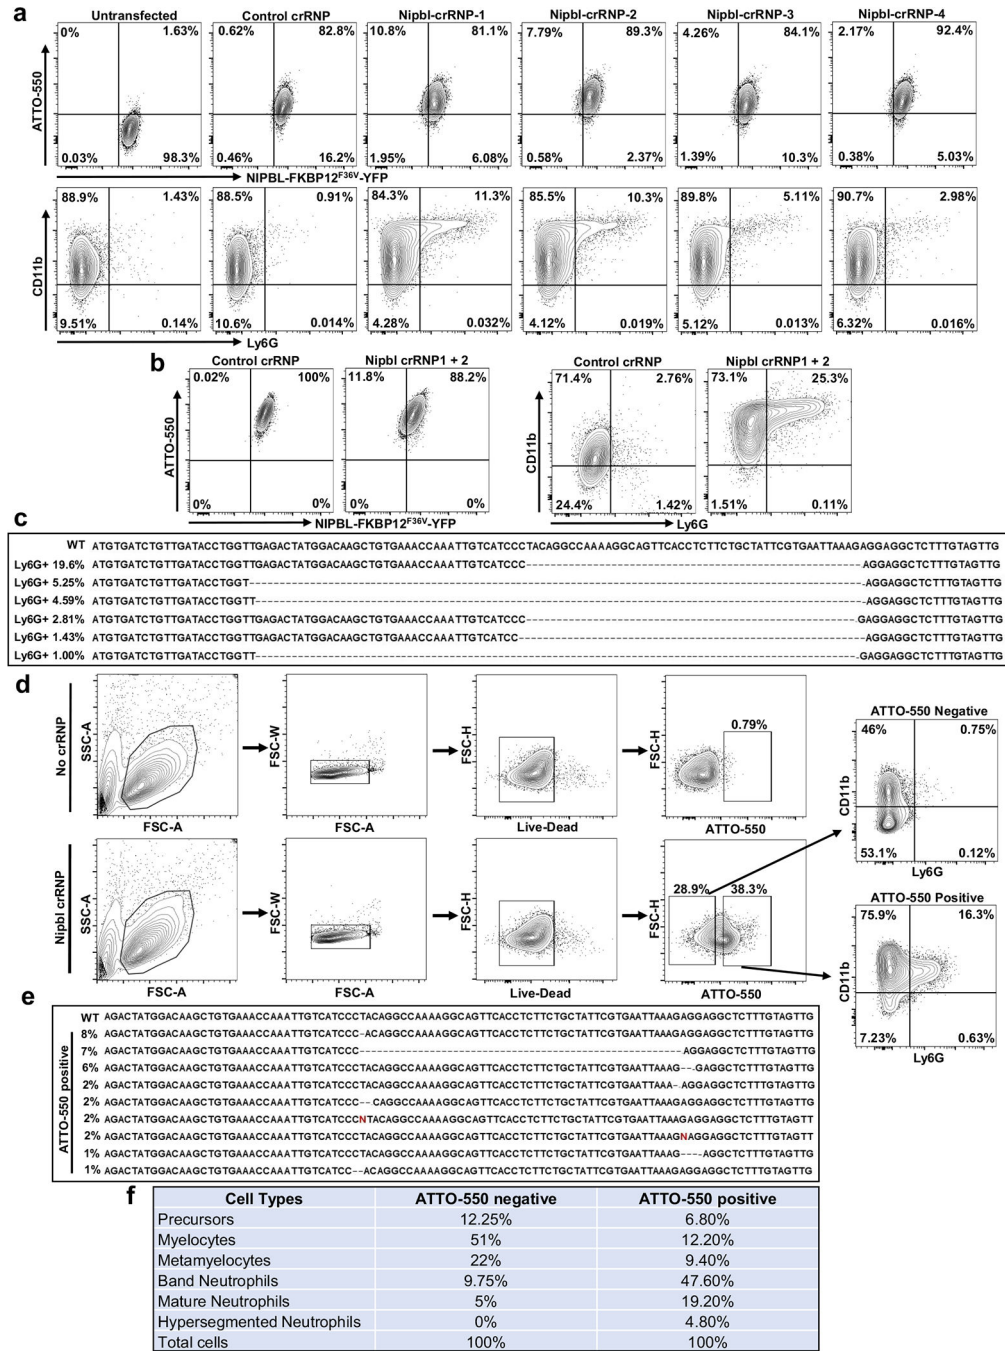 a
Untransfected Control crRNP Nipbl-crRNP-1 Nipbl-crRNP-2 Nipbl-crRNP-3 Nipbl-crRNP-4
0% 1.63% 0.62% 82.8% 10.8% 81.1% 7.79% 89.3% 4.26% 84.1% 2.17% 92.4%
ATTO-550
0.03% 98.3% 0.46% 16.2% 1.95% 6.08% 0.58% 2.37% 1.39% 10.3% 0.38% 5.03%
NIPBL-FKBP12F36V-YFP
88.9% 1.43% 88.5% 0.91% 84.3% 11.3% 85.5% 10.3% 89.8% 5.11% 90.7% 2.98%
CD11b
9.51% 0.14% 10.6% 0.014% 4.28% 0.032% 4.12% 0.019% 5.12% 0.013% 6.32% 0.016%
Ly6G
b
Control crRNP Nipbl crRNP1 + 2 Control crRNP Nipbl crRNP1 + 2
0.02% 100% 11.8% 88.2% 71.4% 2.76% 73.1% 25.3%
ATTO-550 CD11b
0% 0% 0% 0% 24.4% 1.42% 1.51% 0.11%
NIPBL-FKBP12F36V-YFP Ly6G
c
WT ATGTGATCTGTTGATACCTGGTTGAGACTATGGACAAGCTGTGAAACCAAATTGTCATCCCTACAGGCCAAAAGGCAGTTCACCTCTTCTGCTATTCGTGAATTAAAGAGGAGGCTCTTTGTAGTTG
Ly6G+ 19.6% ATGTGATCTGTTGATACCTGGTTGAGACTATGGACAAGCTGTGAAACCAAATTGTCATCCC-----------------------------------------------AGGAGGCTCTTTGTAGTTG
Ly6G+ 5.25% ATGTGATCTGTTGATACCTGGT--------------------------------------------------------------------------------------AGGAGGCTCTTTGTAGTTG
Ly6G+ 4.59% ATGTGATCTGTTGATACCTGGTT-------------------------------------------------------------------------------------AGGAGGCTCTTTGTAGTTG
Ly6G+ 2.81% ATGTGATCTGTTGATACCTGGTTGAGACTATGGACAAGCTGTGAAACCAAATTGTCATCCC----------------------------------------------GAGGAGGCTCTTTGTAGTTG
Ly6G+ 1.43% ATGTGATCTGTTGATACCTGGTTGAGACTATGGACAAGCTGTGAAACCAAATTGTCATCC------------------------------------------------AGGAGGCTCTTTGTAGTTG
Ly6G+ 1.00% ATGTGATCTGTTGATACCTGGTT------------------------------------------------------------------------------------GAGGAGGCTCTTTGTAGTTG
d
No crRNP SSC-A FSC-W FSC-H FSC-H 0.79%
FSC-A FSC-A Live-Dead ATTO-550
ATTO-550 Negative
46% 0.75%
CD11b
53.1% 0.12%
Ly6G
Nipbl crRNP SSC-A FSC-W FSC-H FSC-H 28.9% 38.3%
FSC-A FSC-A Live-Dead ATTO-550
ATTO-550 Positive
75.9% 16.3%
CD11b
7.23% 0.63%
Ly6G
e
ATTO-550 positive
WT AGACTATGGACAAGCTGTGAAACCAAATTGTCATCCCTACAGGCCAAAAGGCAGTTCACCTCTTCTGCTATTCGTGAATTAAAGAGGAGGCTCTTTGTAGTTG
8% AGACTATGGACAAGCTGTGAAACCAAATTGTCATCCC-ACAGGCCAAAAGGCAGTTCACCTCTTCTGCTATTCGTGAATTAAAGAGGAGGCTCTTTGTAGTTG
7% AGACTATGGACAAGCTGTGAAACCAAATTGTCATCCC-----------------------------------------------AGGAGGCTCTTTGTAGTTG
6% AGACTATGGACAAGCTGTGAAACCAAATTGTCATCCCTACAGGCCAAAAGGCAGTTCACCTCTTCTGCTATTCGTGAATTAAAG--GAGGCTCTTTGTAGTTG
2% AGACTATGGACAAGCTGTGAAACCAAATTGTCATCCCTACAGGCCAAAAGGCAGTTCACCTCTTCTGCTATTCGTGAATTAAA-AGGAGGCTCTTTGTAGTTG
2% AGACTATGGACAAGCTGTGAAACCAAATTGTCATCCC--CAGGCCAAAAGGCAGTTCACCTCTTCTGCTATTCGTGAATTAAAGAGGAGGCTCTTTGTAGTTG
2% AGACTATGGACAAGCTGTGAAACCAAATTGTCATCCCNTACAGGCCAAAAGGCAGTTCACCTCTTCTGCTATTCGTGAATTAAAGAGGAGGCTCTTTGTAGTT
2% AGACTATGGACAAGCTGTGAAACCAAATTGTCATCCCTACAGGCCAAAAGGCAGTTCACCTCTTCTGCTATTCGTGAATTAAAGNAGGAGGCTCTTTGTAGTT
1% AGACTATGGACAAGCTGTGAAACCAAATTGTCATCCCTACAGGCCAAAAGGCAGTTCACCTCTTCTGCTATTCGTGAATTAAAG---AGGCTCTTTGTAGTTG
1% AGACTATGGACAAGCTGTGAAACCAAATTGTCATCC--ACAGGCCAAAAGGCAGTTCACCTCTTCTGCTATTCGTGAATTAAAGAGGAGGCTCTTTGTAGTTG
f
Cell Types ATTO-550 negative ATTO-550 positive
Precursors 12.25% 6.80%
Myelocytes 51% 12.20%
Metamyelocytes 22% 9.40%
Band Neutrophils 9.75% 47.60%
Mature Neutrophils 5% 19.20%
Hypersegmented Neutrophils 0% 4.80%
Total cells 100% 100%